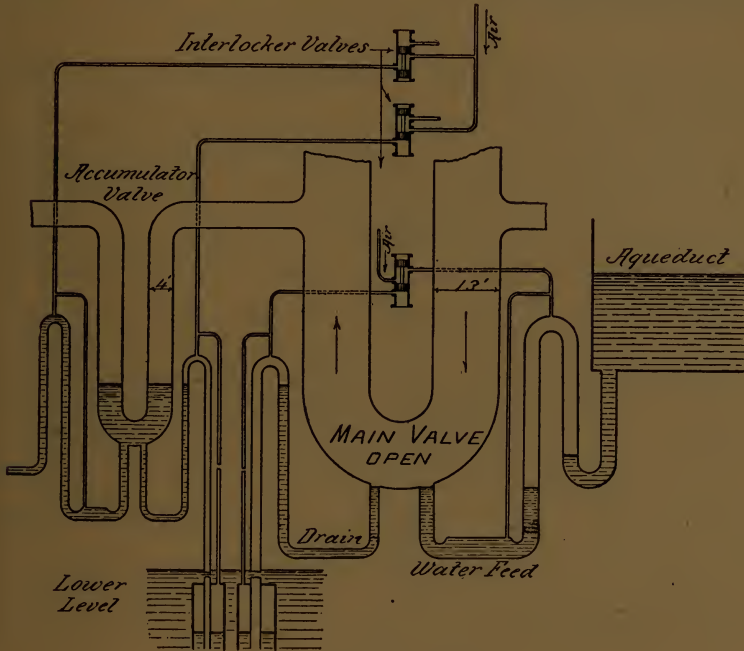 Interlocker Valves
Air
Accumulator
Valve
4'
Air
13'
Aqueduct
MAIN VALVE
OPEN
Drain
Water Feed
Lower
Level